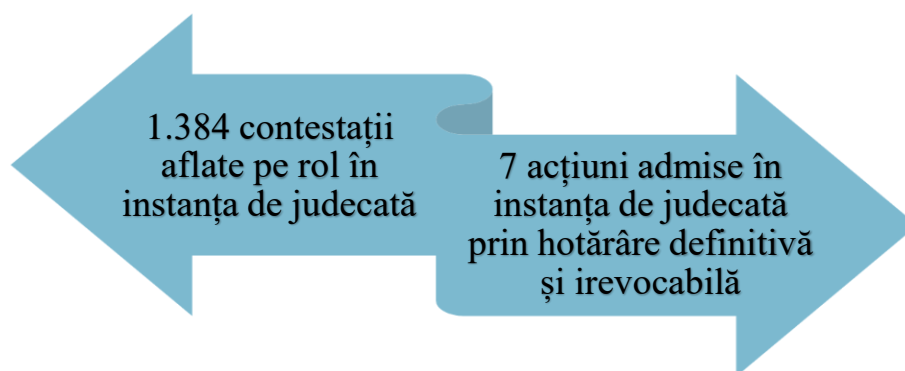 1.384 contestații
aflate pe rol în
instanța de judecată
7 acțiuni admise în
instanța de judecată
prin hotărâre definitivă
și irevocabilă